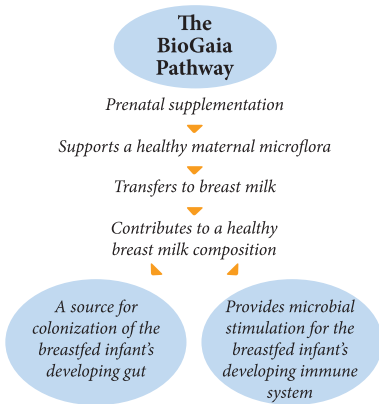 The
BioGaia
Pathway
Prenatal supplementation
Supports a healthy maternal microflora
Transfers to breast milk
Contributes to a healthy
breast milk composition
A source for
colonization of the
breastfed infant's
developing gut
Provides microbial
stimulation for the
breastfed infant's
developing immune
system